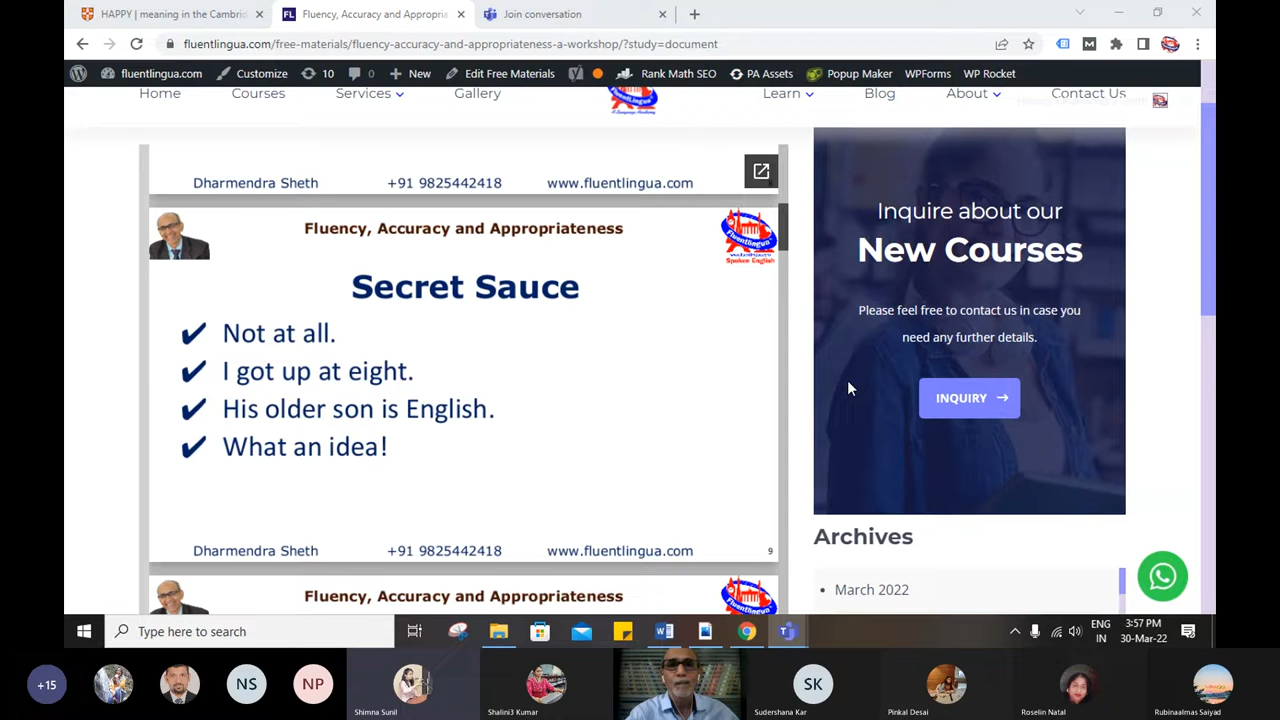 HAPPY | meaning in the Cambri
Fluency, Accuracy and Appropria
Join conversation
fluentlingua.com/free-materials/fluency-accuracy-and-appropriateness-a-workshop/?study=document
fluentlingua.com
Customize
10
0
New
Edit Free Materials
Rank Math SEO
PA Assets
Popup Maker
WPForms
WP Rocket
Home
Courses
Services
Gallery
Learn
Blog
About
Contact Us
Dharmendra Sheth +91 9825442418 www.fluentlingua.com
Fluency, Accuracy and Appropriateness
Fluentlingua
Spoken English
Secret Sauce
✔ Not at all.
✔ I got up at eight.
✔ His older son is English.
✔ What an idea!
Dharmendra Sheth +91 9825442418 www.fluentlingua.com 9
Fluency, Accuracy and Appropriateness
Inquire about our
New Courses
Please feel free to contact us in case you
need any further details.
INQUIRY →
Archives
• March 2022
Type here to search
ENG
IN
3:57 PM
30-Mar-22
+15
NS
NP
SK
Shimna Sunil
Shalini3 Kumar
Sudershana Kar
Pinkal Desai
Roselin Natal
Rubinaalmas Saiyad